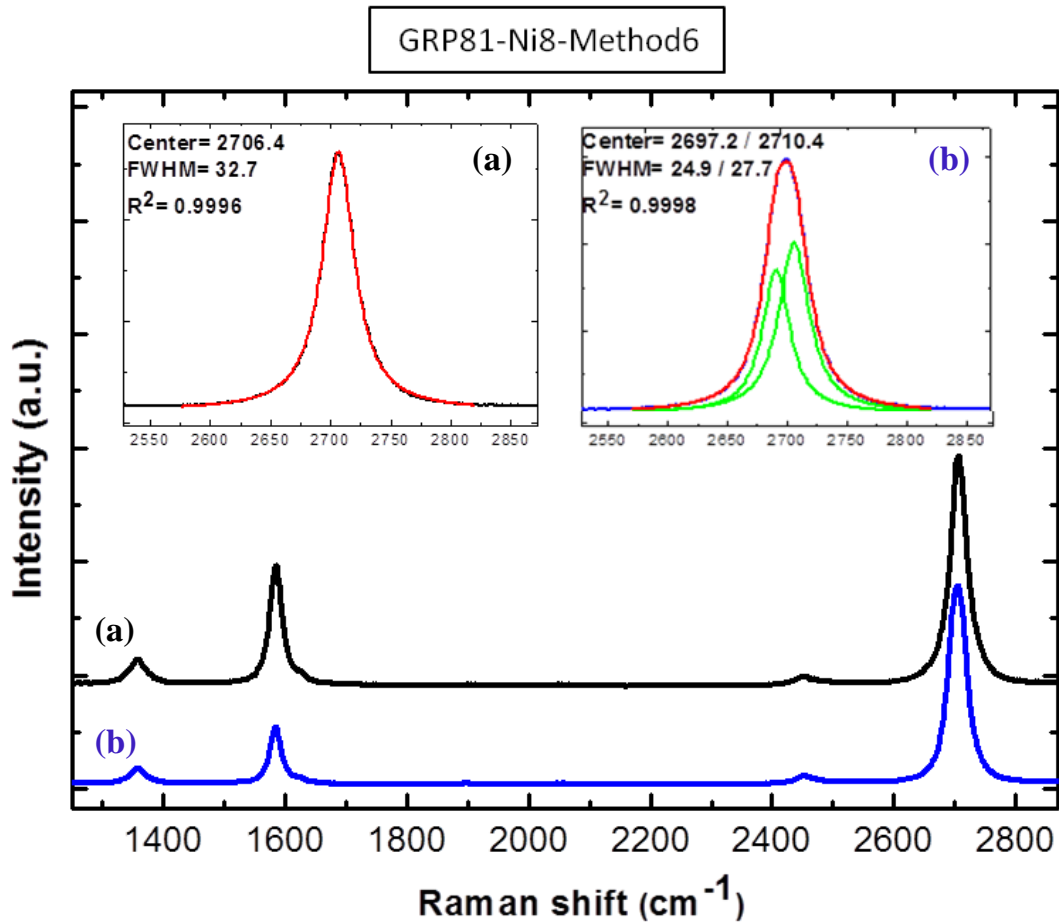 GRP81-Ni8-Method6
Center= 2706.4
FWHM= 32.7
R²= 0.9996
(a)
2550 2600 2650 2700 2750 2800 2850
Center= 2697.2 / 2710.4
FWHM= 24.9 / 27.7
R²= 0.9998
(b)
2550 2600 2650 2700 2750 2800 2850
Intensity (a.u.)
(a)
(b)
1400 1600 1800 2000 2200 2400 2600 2800
Raman shift (cm⁻¹)